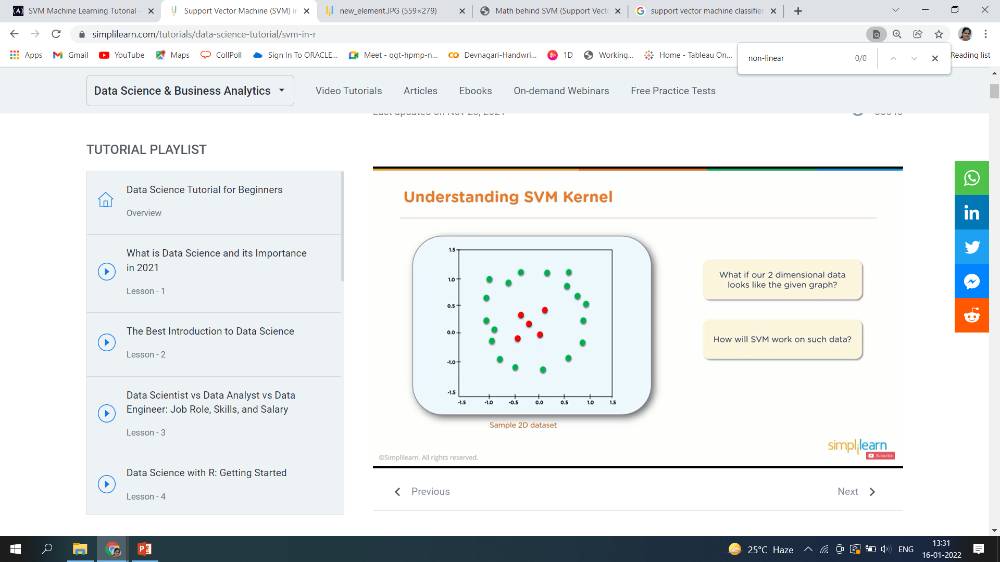 SVM Machine Learning Tutorial –
Support Vector Machine (SVM) in
new_element.JPG (559×279)
Math behind SVM (Support Vecto
support vector machine classifier
simplilearn.com/tutorials/data-science-tutorial/svm-in-r
Apps
Gmail
YouTube
Maps
CollPoll
Sign In To ORACLE...
Meet - qgt-hpmp-n...
Devnagari-Handwri...
1D
Working...
Home - Tableau On...
Reading list
non-linear
0/0
Data Science & Business Analytics
Video Tutorials
Articles
Ebooks
On-demand Webinars
Free Practice Tests
TUTORIAL PLAYLIST
Data Science Tutorial for Beginners
Overview
What is Data Science and its Importance
in 2021
Lesson - 1
The Best Introduction to Data Science
Lesson - 2
Data Scientist vs Data Analyst vs Data
Engineer: Job Role, Skills, and Salary
Lesson - 3
Data Science with R: Getting Started
Lesson - 4
Understanding SVM Kernel
1.5
1.0
0.5
0.0
-1.0
-1.5
-1.5 -1.0 -0.5 0.0 0.5 1.0 1.5
Sample 2D dataset
What if our 2 dimensional data
looks like the given graph?
How will SVM work on such data?
simplilearn
Subscribe
©Simplilearn. All rights reserved.
Previous
Next
25°C Haze
ENG
13:31
16-01-2022